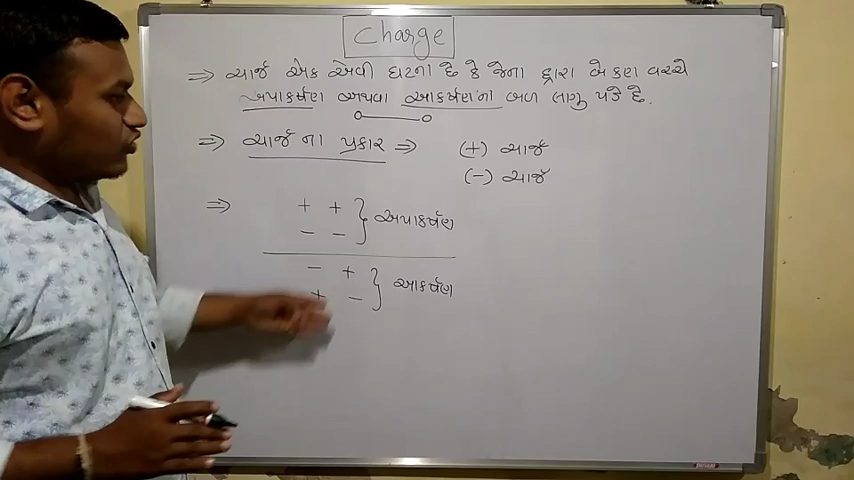 Charge
⇒ ચાર્જ એક એવી ઘટના છે કે જેના દ્વારા બે કણ વચ્ચે
અપાકર્ષણ અથવા આકર્ષણનાં બળ લાગુ પડે છે.
⇒ ચાર્જ ના પ્રકાર ⇒ (+) ચાર્જ
(-) ચાર્જ
⇒ + +
- - } અપાકર્ષણ
- +
+ - } આકર્ષણ